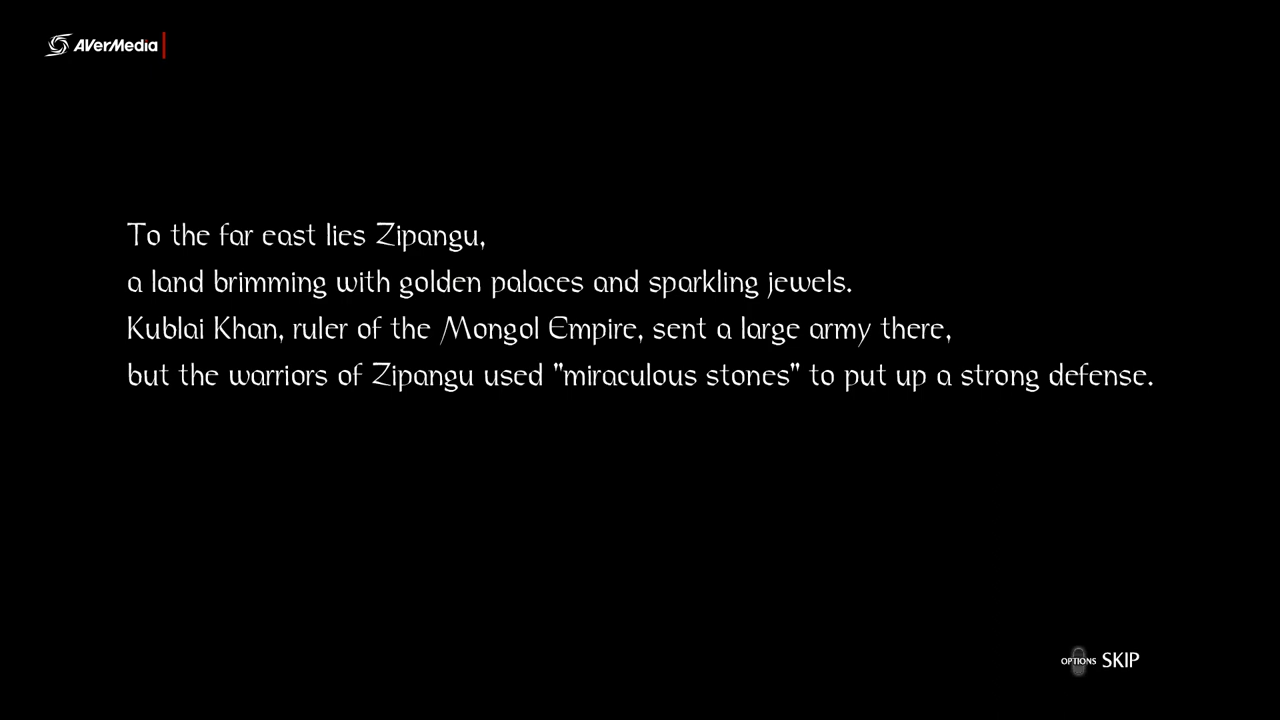 AVerMedia
To the far east lies Zipangu,
a land brimming with golden palaces and sparkling jewels.
Kublai Khan, ruler of the Mongol Empire, sent a large army there,
but the warriors of Zipangu used "miraculous stones" to put up a strong defense.
OPTIONS SKIP